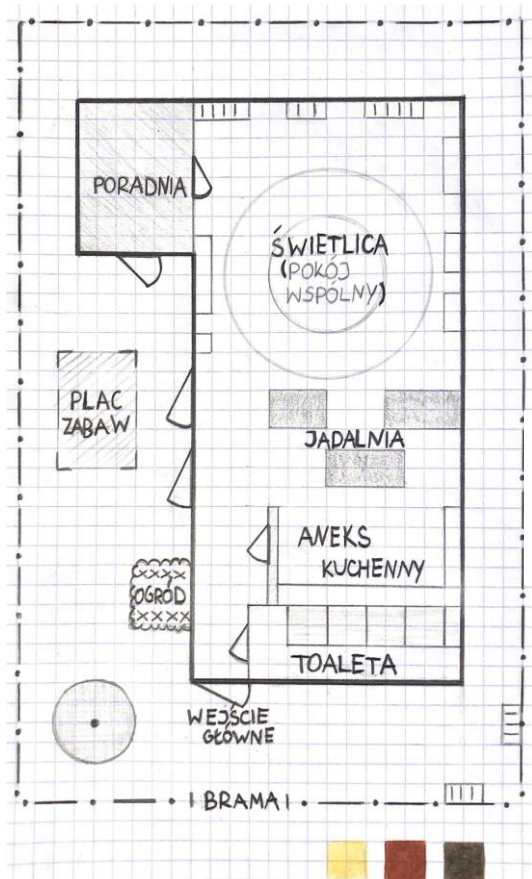 PORADNIA
ŚWIETLICA
(POKÓJ
WSPÓLNY)
PLAC
ZABAW
JADALNIA
ANEKS
KUCHENNY
OGRÓD
TOALETA
WEJŚCIE
GŁÓWNE
BRAMA